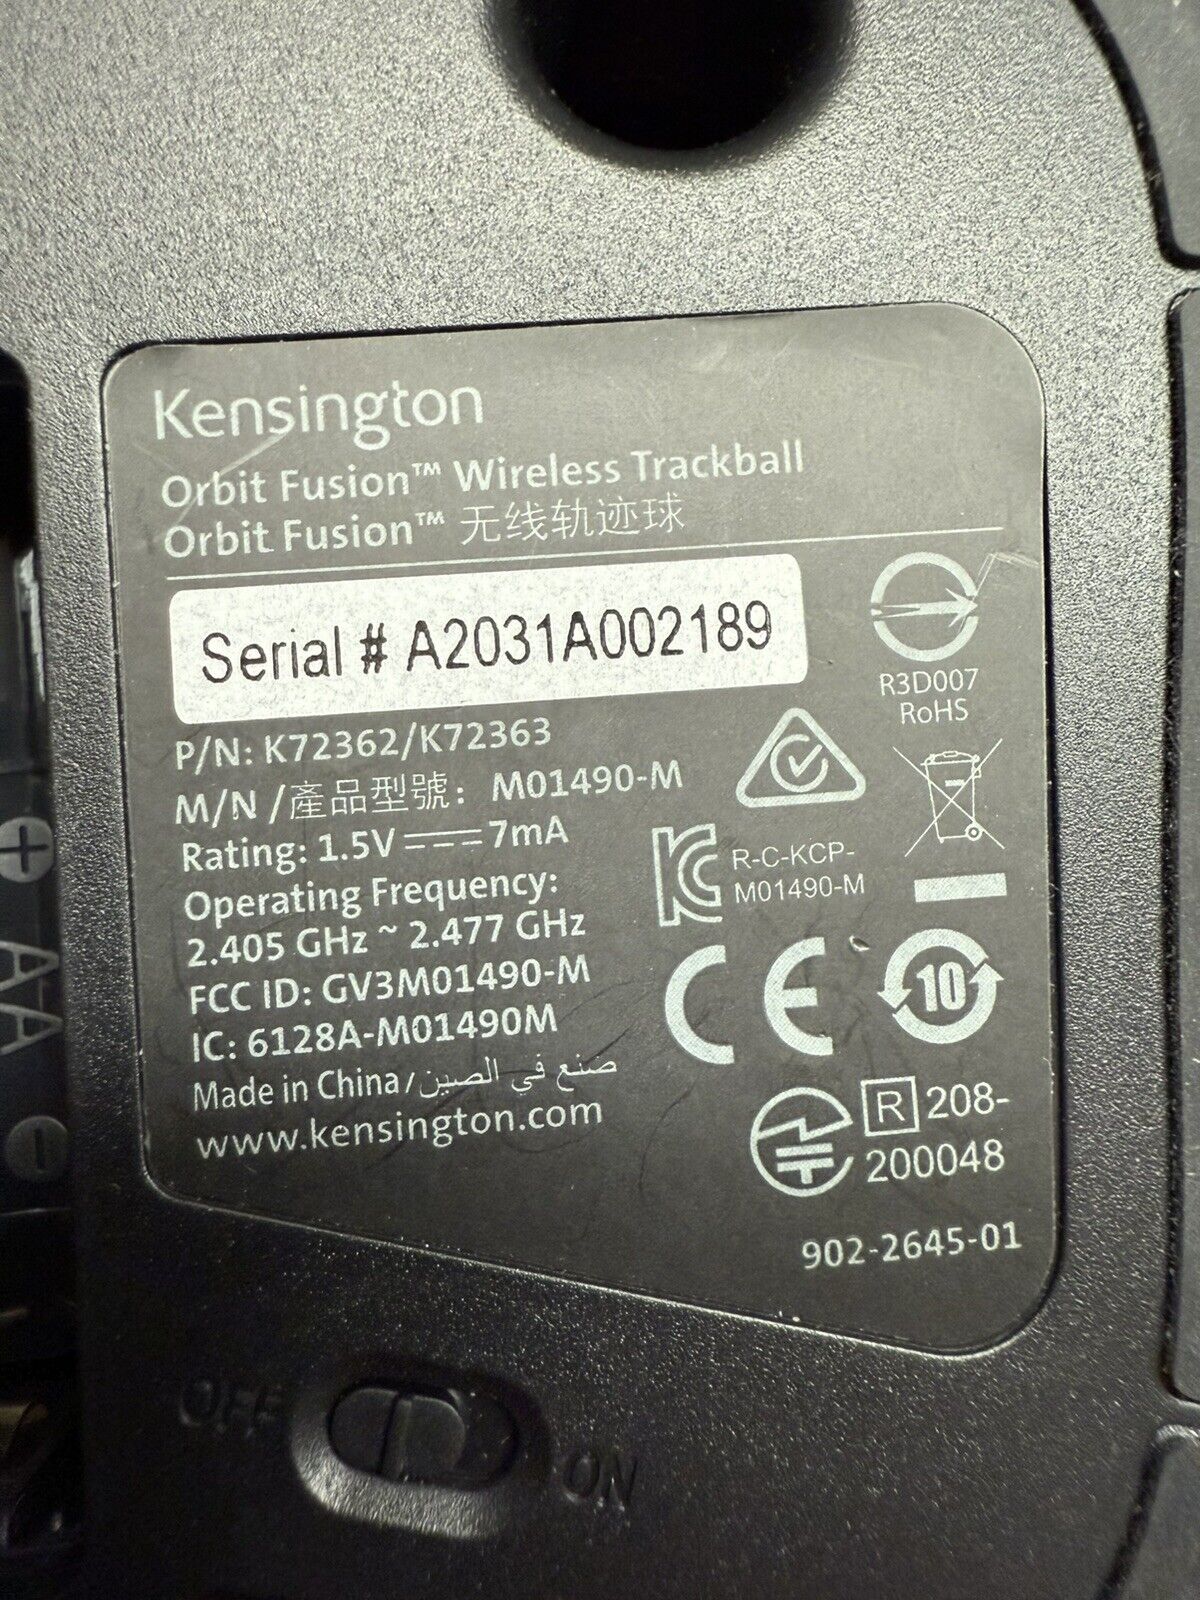 Kensington
Orbit Fusion™ Wireless Trackball
Orbit Fusion™ 无线轨迹球
Serial # A2031A002189
R3D007
RoHS
P/N: K72362/K72363
M/N /產品型號: M01490-M
Rating: 1.5V ⎓ 7mA
R-C-KCP-
M01490-M
Operating Frequency:
2.405 GHz ~ 2.477 GHz
FCC ID: GV3M01490-M
IC: 6128A-M01490M
CE
10
Made in China/صنع في الصين
www.kensington.com
R 208-
200048
902-2645-01
+
AA
-
OFF
ON